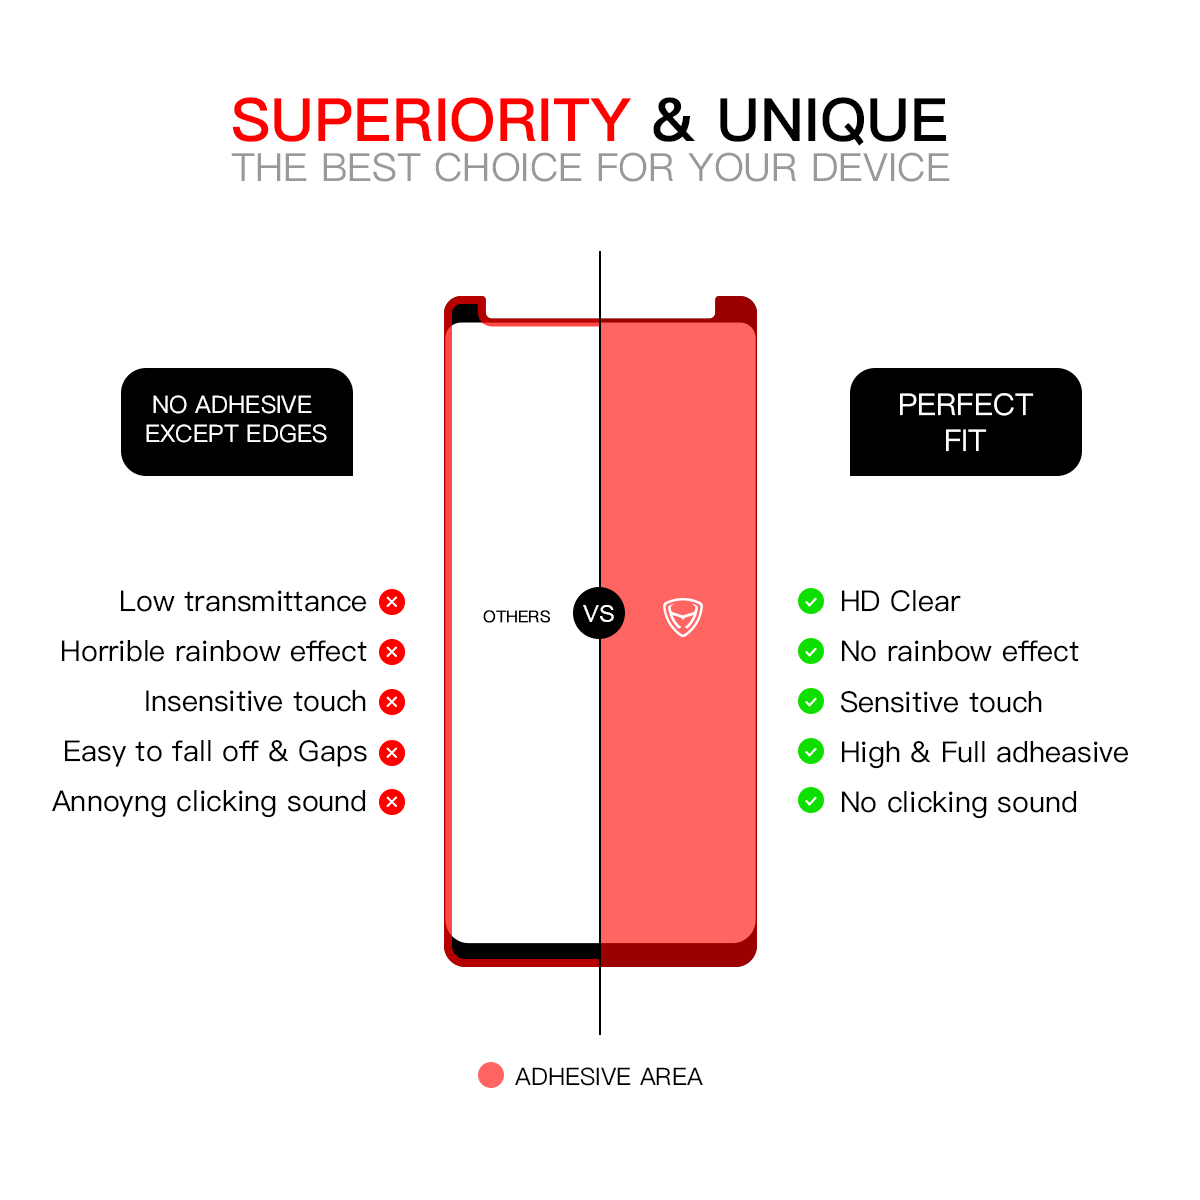 SUPERIORITY & UNIQUE
THE BEST CHOICE FOR YOUR DEVICE
NO ADHESIVE
EXCEPT EDGES
PERFECT
FIT
Low transmittance
Horrible rainbow effect
Insensitive touch
Easy to fall off & Gaps
Annoyng clicking sound
OTHERS
VS
HD Clear
No rainbow effect
Sensitive touch
High & Full adheasive
No clicking sound
ADHESIVE AREA